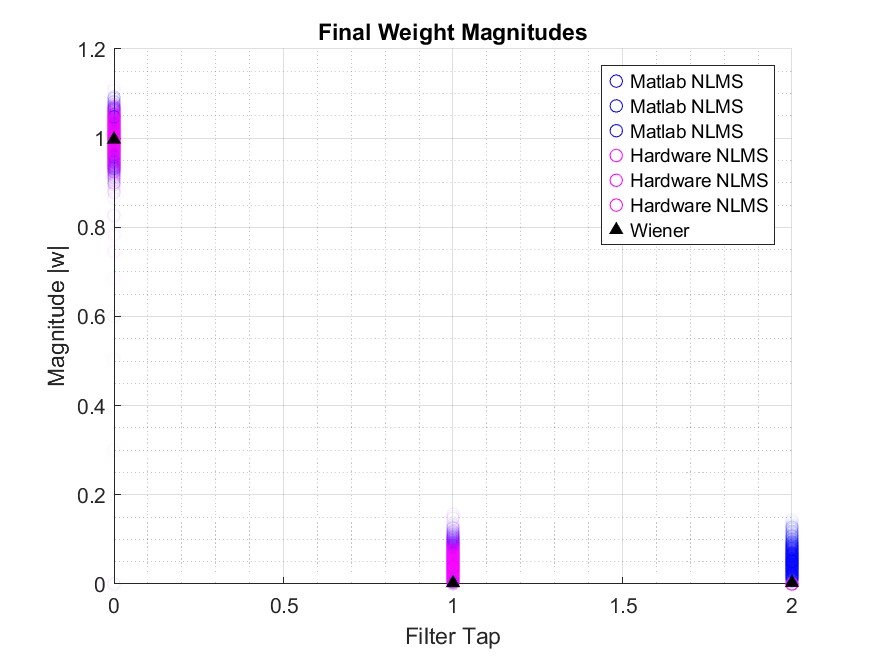 Final Weight Magnitudes
1.2
1
0.8
0.6
0.4
0.2
0
Magnitude |w|
Matlab NLMS
Matlab NLMS
Matlab NLMS
Hardware NLMS
Hardware NLMS
Hardware NLMS
Wiener
0 0.5 1 1.5 2
Filter Tap